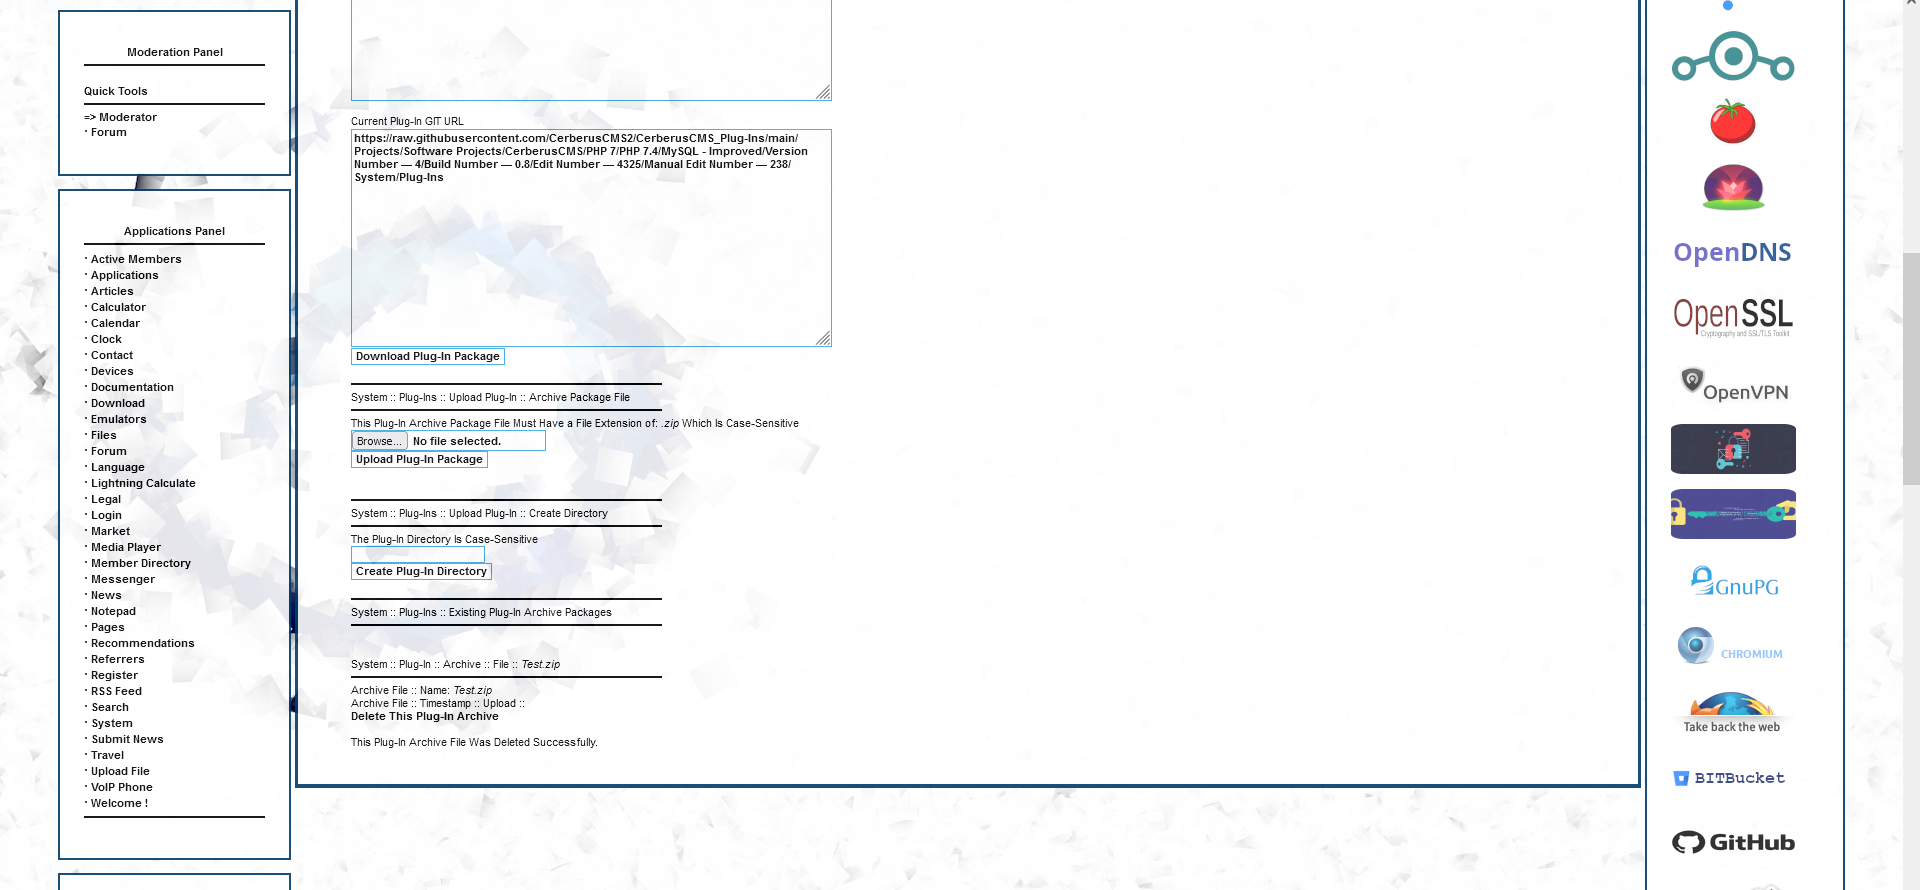 Moderation Panel
Quick Tools
=> Moderator
· Forum
Applications Panel
· Active Members
· Applications
· Articles
· Calculator
· Calendar
· Clock
· Contact
· Devices
· Documentation
· Download
· Emulators
· Files
· Forum
· Language
· Lightning Calculate
· Legal
· Login
· Market
· Media Player
· Member Directory
· Messenger
· News
· Notepad
· Pages
· Recommendations
· Referrers
· Register
· RSS Feed
· Search
· System
· Submit News
· Travel
· Upload File
· VoIP Phone
· Welcome !
Current Plug-In GIT URL
https://raw.githubusercontent.com/CerberusCMS2/CerberusCMS_Plug-Ins/main/
Projects/Software Projects/CerberusCMS/PHP 7/PHP 7.4/MySQL - Improved/Version
Number — 4/Build Number — 0.8/Edit Number — 4325/Manual Edit Number — 238/
System/Plug-Ins
Download Plug-In Package
System :: Plug-Ins :: Upload Plug-In :: Archive Package File
This Plug-In Archive Package File Must Have a File Extension of: .zip Which Is Case-Sensitive
Browse... No file selected.
Upload Plug-In Package
System :: Plug-Ins :: Upload Plug-In :: Create Directory
The Plug-In Directory Is Case-Sensitive
Create Plug-In Directory
System :: Plug-Ins :: Existing Plug-In Archive Packages
System :: Plug-In :: Archive :: File :: Test.zip
Archive File :: Name: Test.zip
Archive File :: Timestamp :: Upload ::
Delete This Plug-In Archive
This Plug-In Archive File Was Deleted Successfully.
OpenDNS
OpenSSL
Cryptography and SSL/TLS Toolkit
OPENVPN
GnuPG
CHROMIUM
Take back the web
BITBucket
GitHub